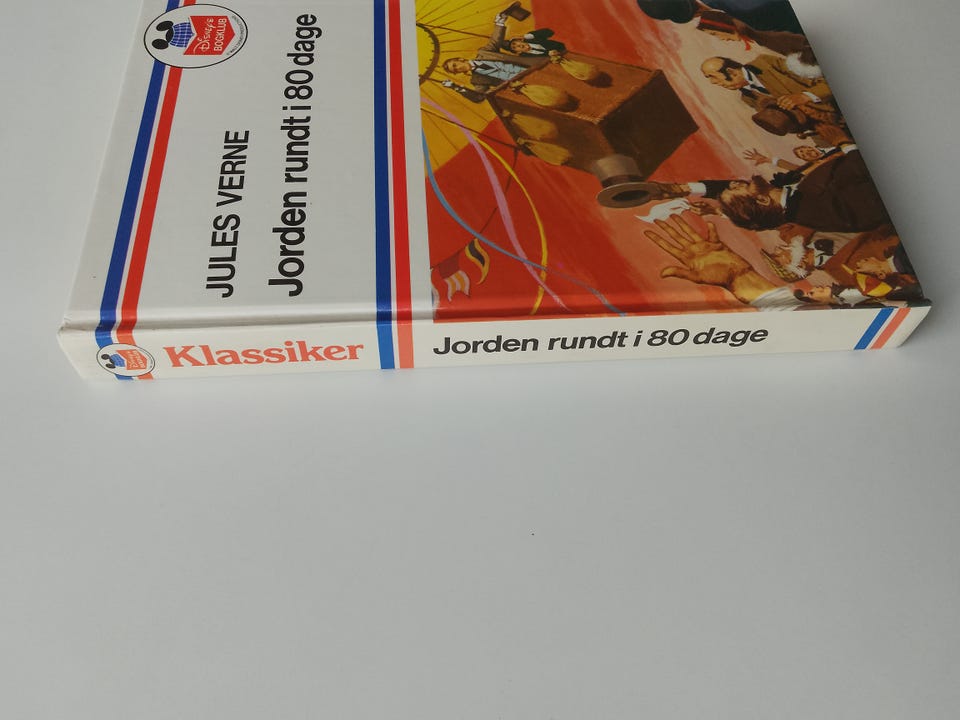 DISNEY'S
BOGKLUB
JULES VERNE
Jorden rundt i 80 dage
Klassiker
Jorden rundt i 80 dage